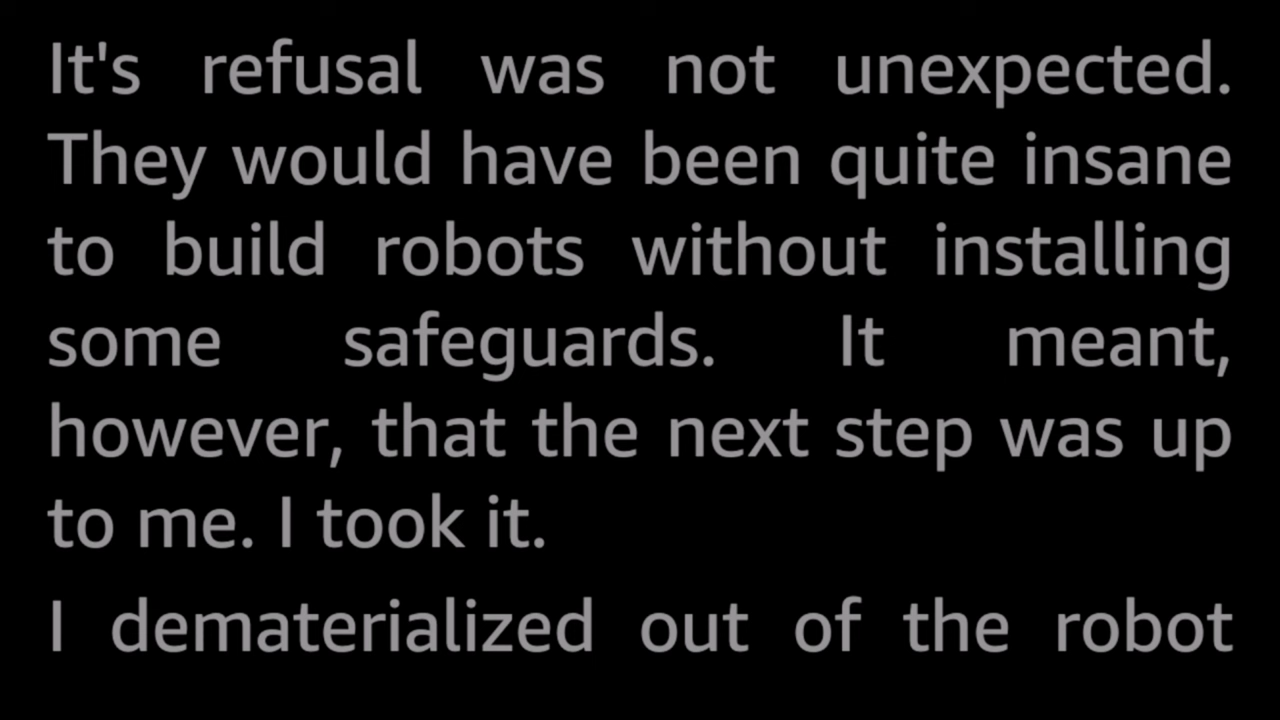 It's refusal was not unexpected.
They would have been quite insane
to build robots without installing
some safeguards. It meant,
however, that the next step was up
to me. I took it.
I dematerialized out of the robot